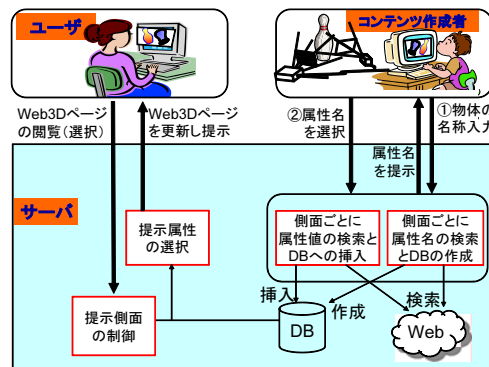 ユーザ
コンテンツ作成者
Web3Dページ
の閲覧(選択)
Web3Dページ
を更新し提示
②属性名
を選択
属性名
を提示
①物体の
名称入力
サーバ
提示属性
の選択
側面ごとに
属性値の検索と
DBへの挿入
側面ごとに
属性名の検索
とDBの作成
提示側面
の制御
挿入
作成
検索
DB
Web